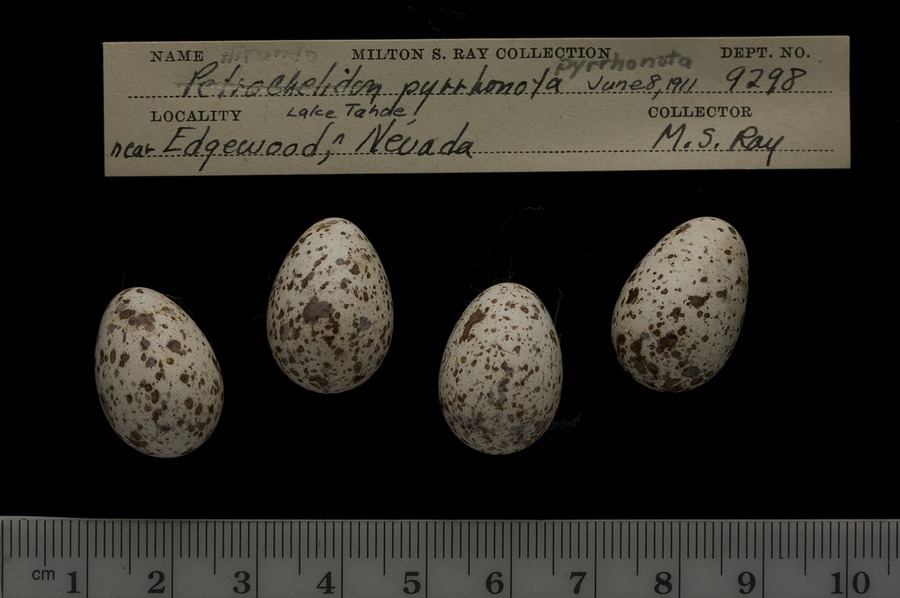 NAME Hirundo MILTON S. RAY COLLECTION pyrrhonota DEPT. NO.
Petrochelidon pyrrhonota June 8, 1911 9298
LOCALITY Lake Tahoe, COLLECTOR
near Edgewood, ^ Nevada M. S. Ray
cm 1 2 3 4 5 6 7 8 9 10